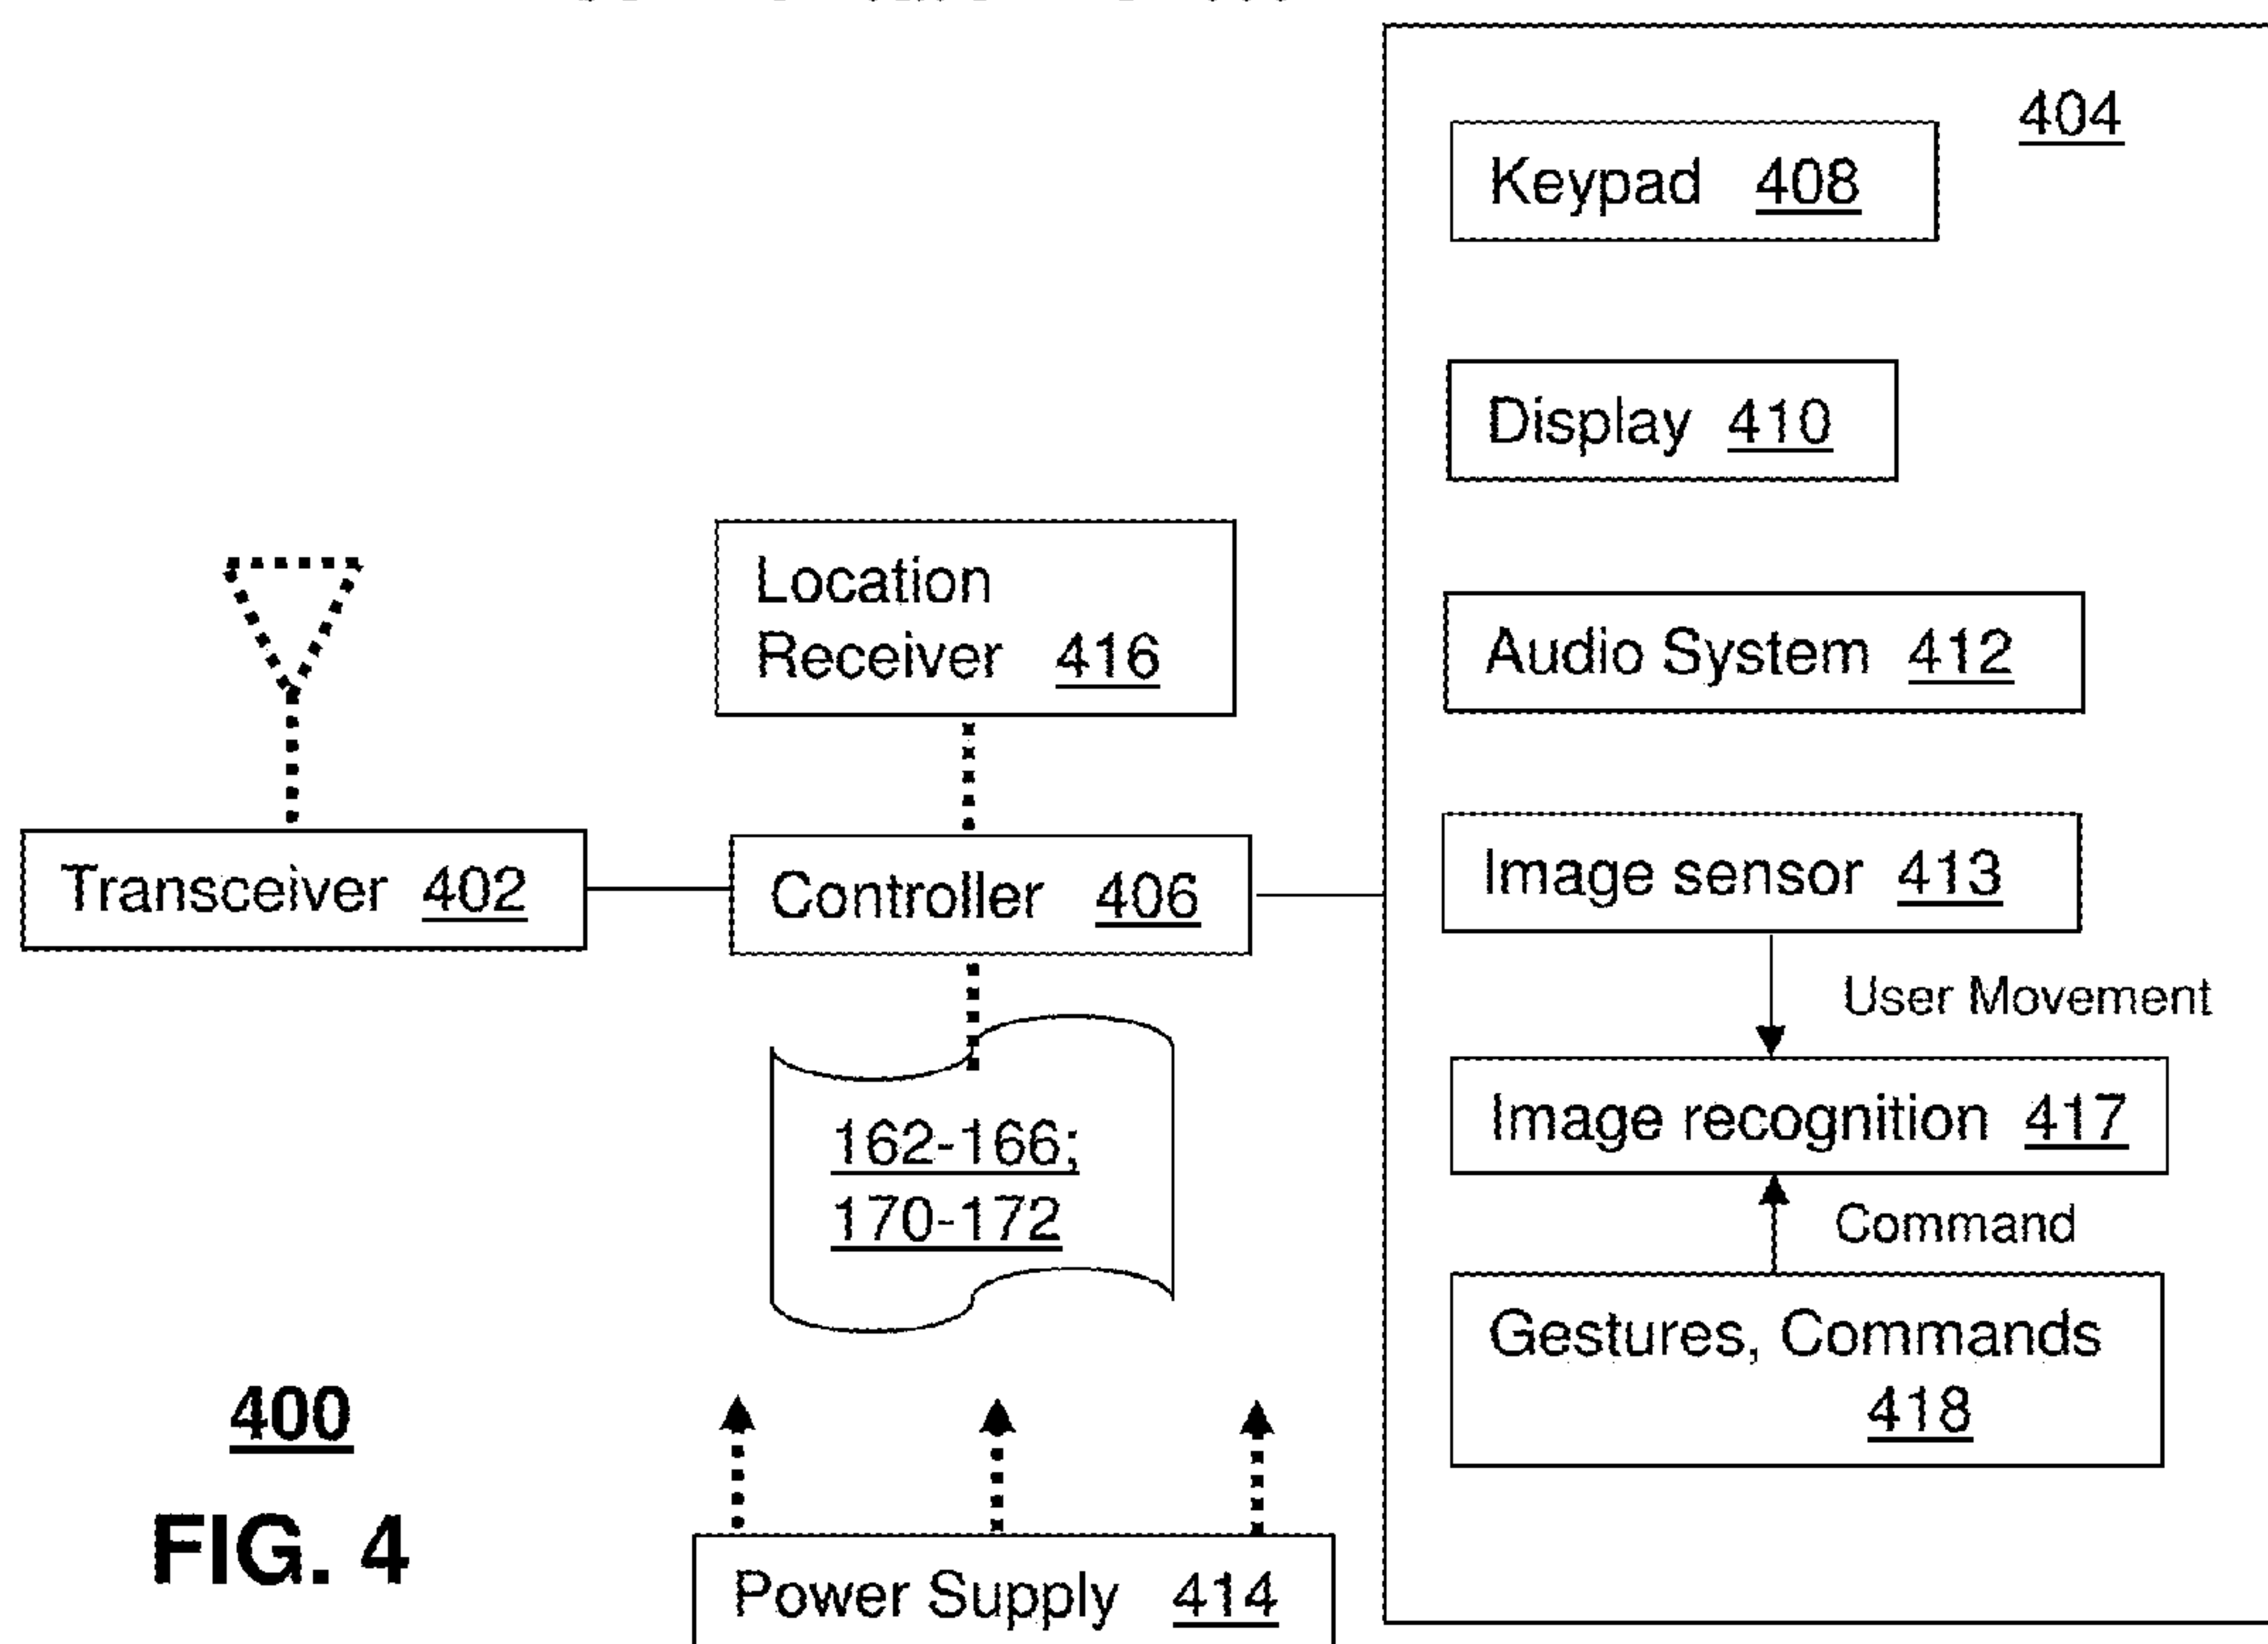 404
Keypad 408
Display 410
Location
Receiver 416
Audio System 412
Transceiver 402
Controller 406
Image sensor 413
User Movement
162-166;
170-172
Image recognition 417
Command
Gestures, Commands
418
400
FIG. 4
Power Supply 414